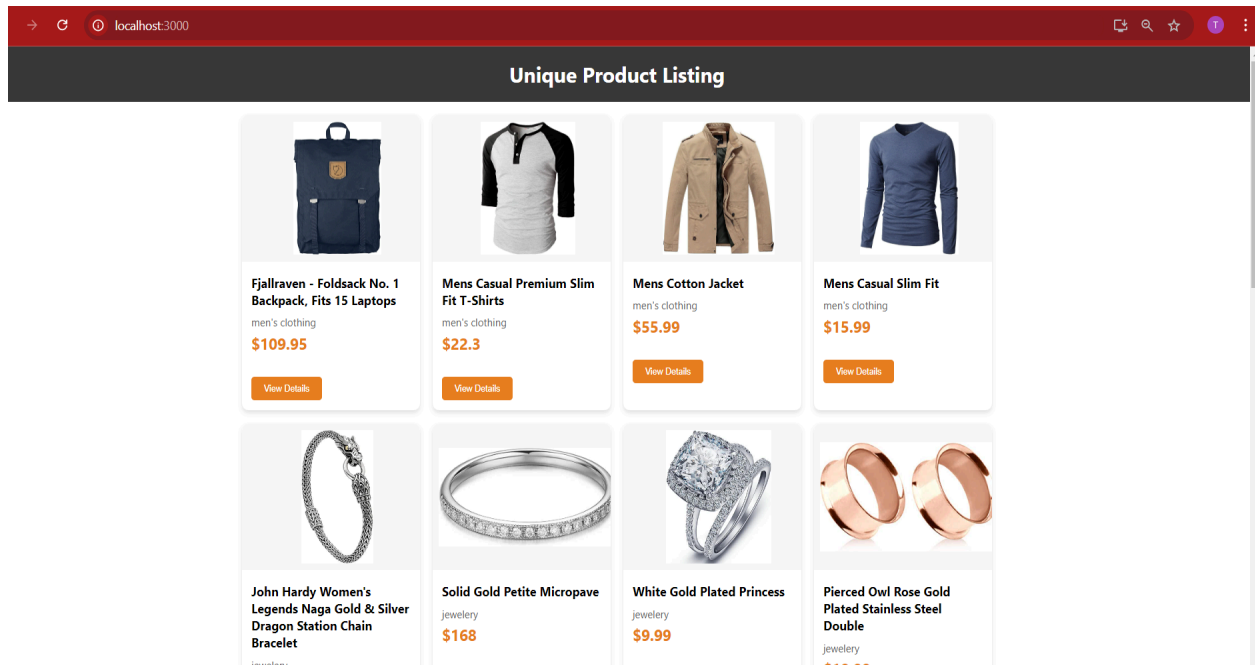 localhost:3000
T
Unique Product Listing
Fjallraven - Foldsack No. 1
Backpack, Fits 15 Laptops
men's clothing
$109.95
View Details
Mens Casual Premium Slim
Fit T-Shirts
men's clothing
$22.3
View Details
Mens Cotton Jacket
men's clothing
$55.99
View Details
Mens Casual Slim Fit
men's clothing
$15.99
View Details
John Hardy Women's
Legends Naga Gold & Silver
Dragon Station Chain
Bracelet
jewelery
Solid Gold Petite Micropave
jewelery
$168
White Gold Plated Princess
jewelery
$9.99
Pierced Owl Rose Gold
Plated Stainless Steel
Double
jewelery